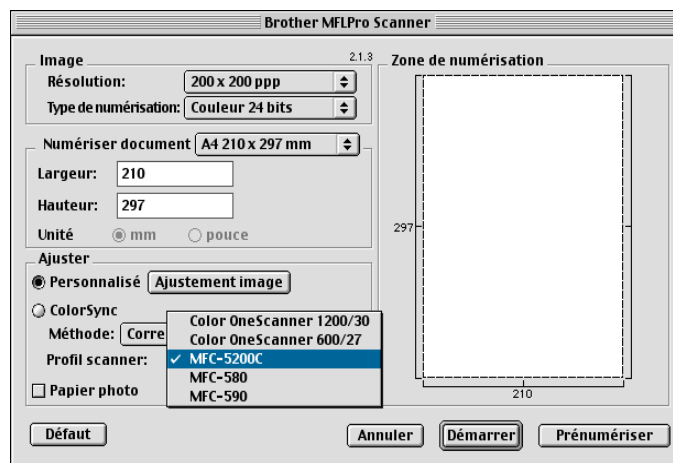 Brother MFLPro Scanner
Image
2.1.3
Résolution:
200 x 200 ppp
Type de numérisation:
Couleur 24 bits
Numériser document
A4 210 x 297 mm
Largeur:
210
Hauteur:
297
Unité
mm
pouce
Ajuster
Personnalisé
Ajustement image
ColorSync
Méthode:
Corre
Profil scanner:
Color OneScanner 1200/30
Color OneScanner 600/27
MFC-5200C
MFC-580
MFC-590
Papier photo
Zone de numérisation
297
210
Défaut
Annuler
Démarrer
Prénumériser